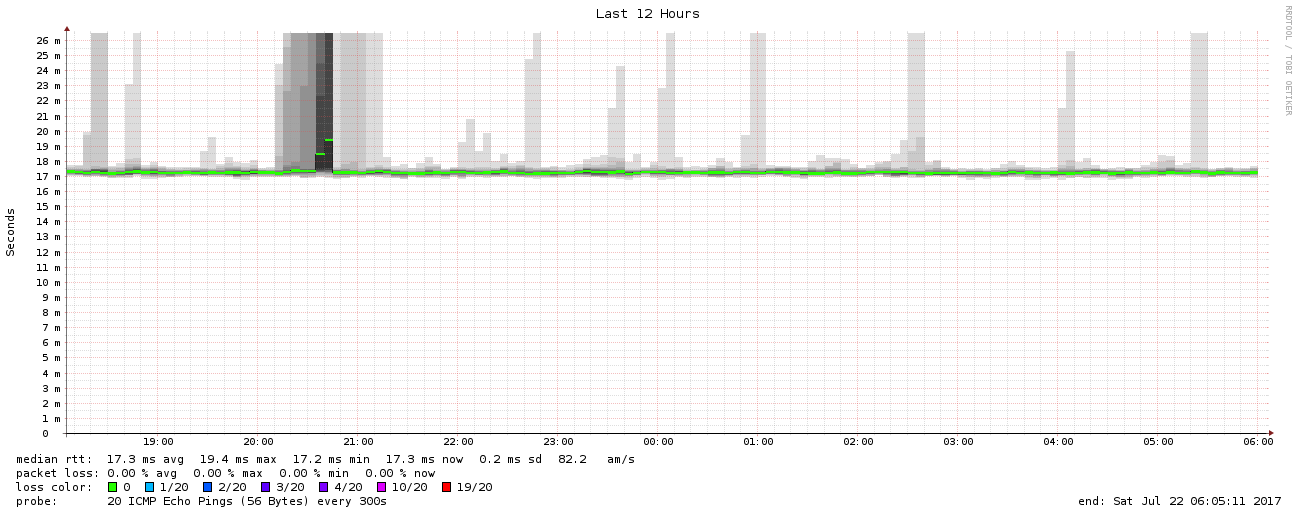 Last 12 Hours
RRDTOOL / TOBI OETIKER
Seconds
26 m
25 m
24 m
23 m
22 m
21 m
20 m
19 m
18 m
17 m
16 m
15 m
14 m
13 m
12 m
11 m
10 m
9 m
8 m
7 m
6 m
5 m
4 m
3 m
2 m
1 m
0
19:00 20:00 21:00 22:00 23:00 00:00 01:00 02:00 03:00 04:00 05:00 06:00
median rtt: 17.3 ms avg 19.4 ms max 17.2 ms min 17.3 ms now 0.2 ms sd 82.2 am/s
packet loss: 0.00 % avg 0.00 % max 0.00 % min 0.00 % now
loss color: 0 1/20 2/20 3/20 4/20 10/20 19/20
probe: 20 ICMP Echo Pings (56 Bytes) every 300s end: Sat Jul 22 06:05:11 2017